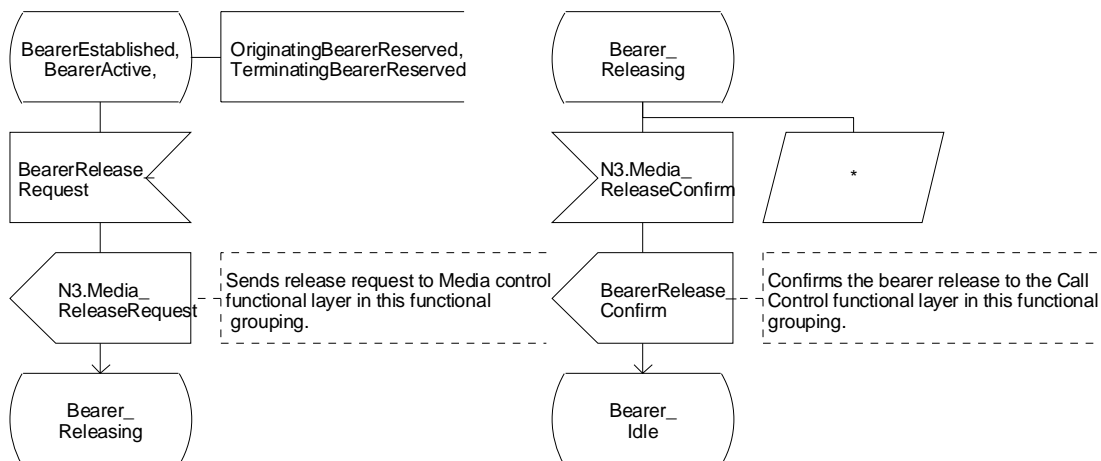 BearerEstablished,
BearerActive,
OriginatingBearerReserved,
TerminatingBearerReserved
BearerRelease_
Request
N3.Media_
ReleaseRequest
Sends release request to Media control
functional layer in this functional
grouping.
Bearer_
Releasing
Bearer_
Releasing
N3.Media_
ReleaseConfirm
*
BearerRelease_
Confirm
Confirms the bearer release to the Call
Control functional layer in this functional
grouping.
Bearer_
Idle